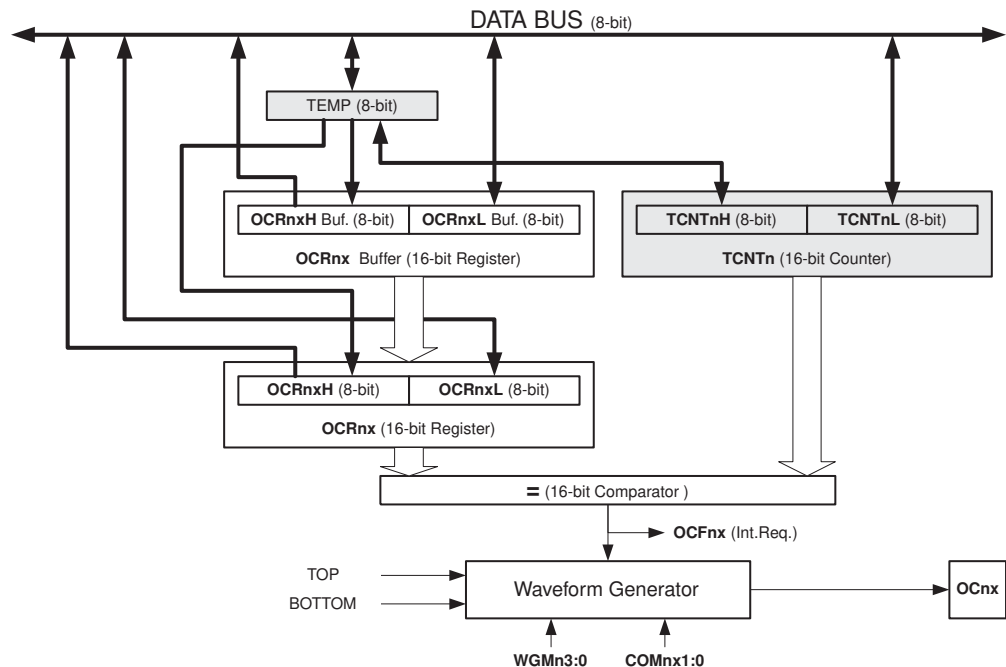 DATA BUS (8-bit)
TEMP (8-bit)
OCRnxH Buf. (8-bit) OCRnxL Buf. (8-bit)
TCNTnH (8-bit) TCNTnL (8-bit)
OCRnx Buffer (16-bit Register)
TCNTn (16-bit Counter)
OCRnxH (8-bit) OCRnxL (8-bit)
OCRnx (16-bit Register)
= (16-bit Comparator )
OCFnx (Int.Req.)
TOP
BOTTOM
Waveform Generator
OCnx
WGMn3:0 COMnx1:0